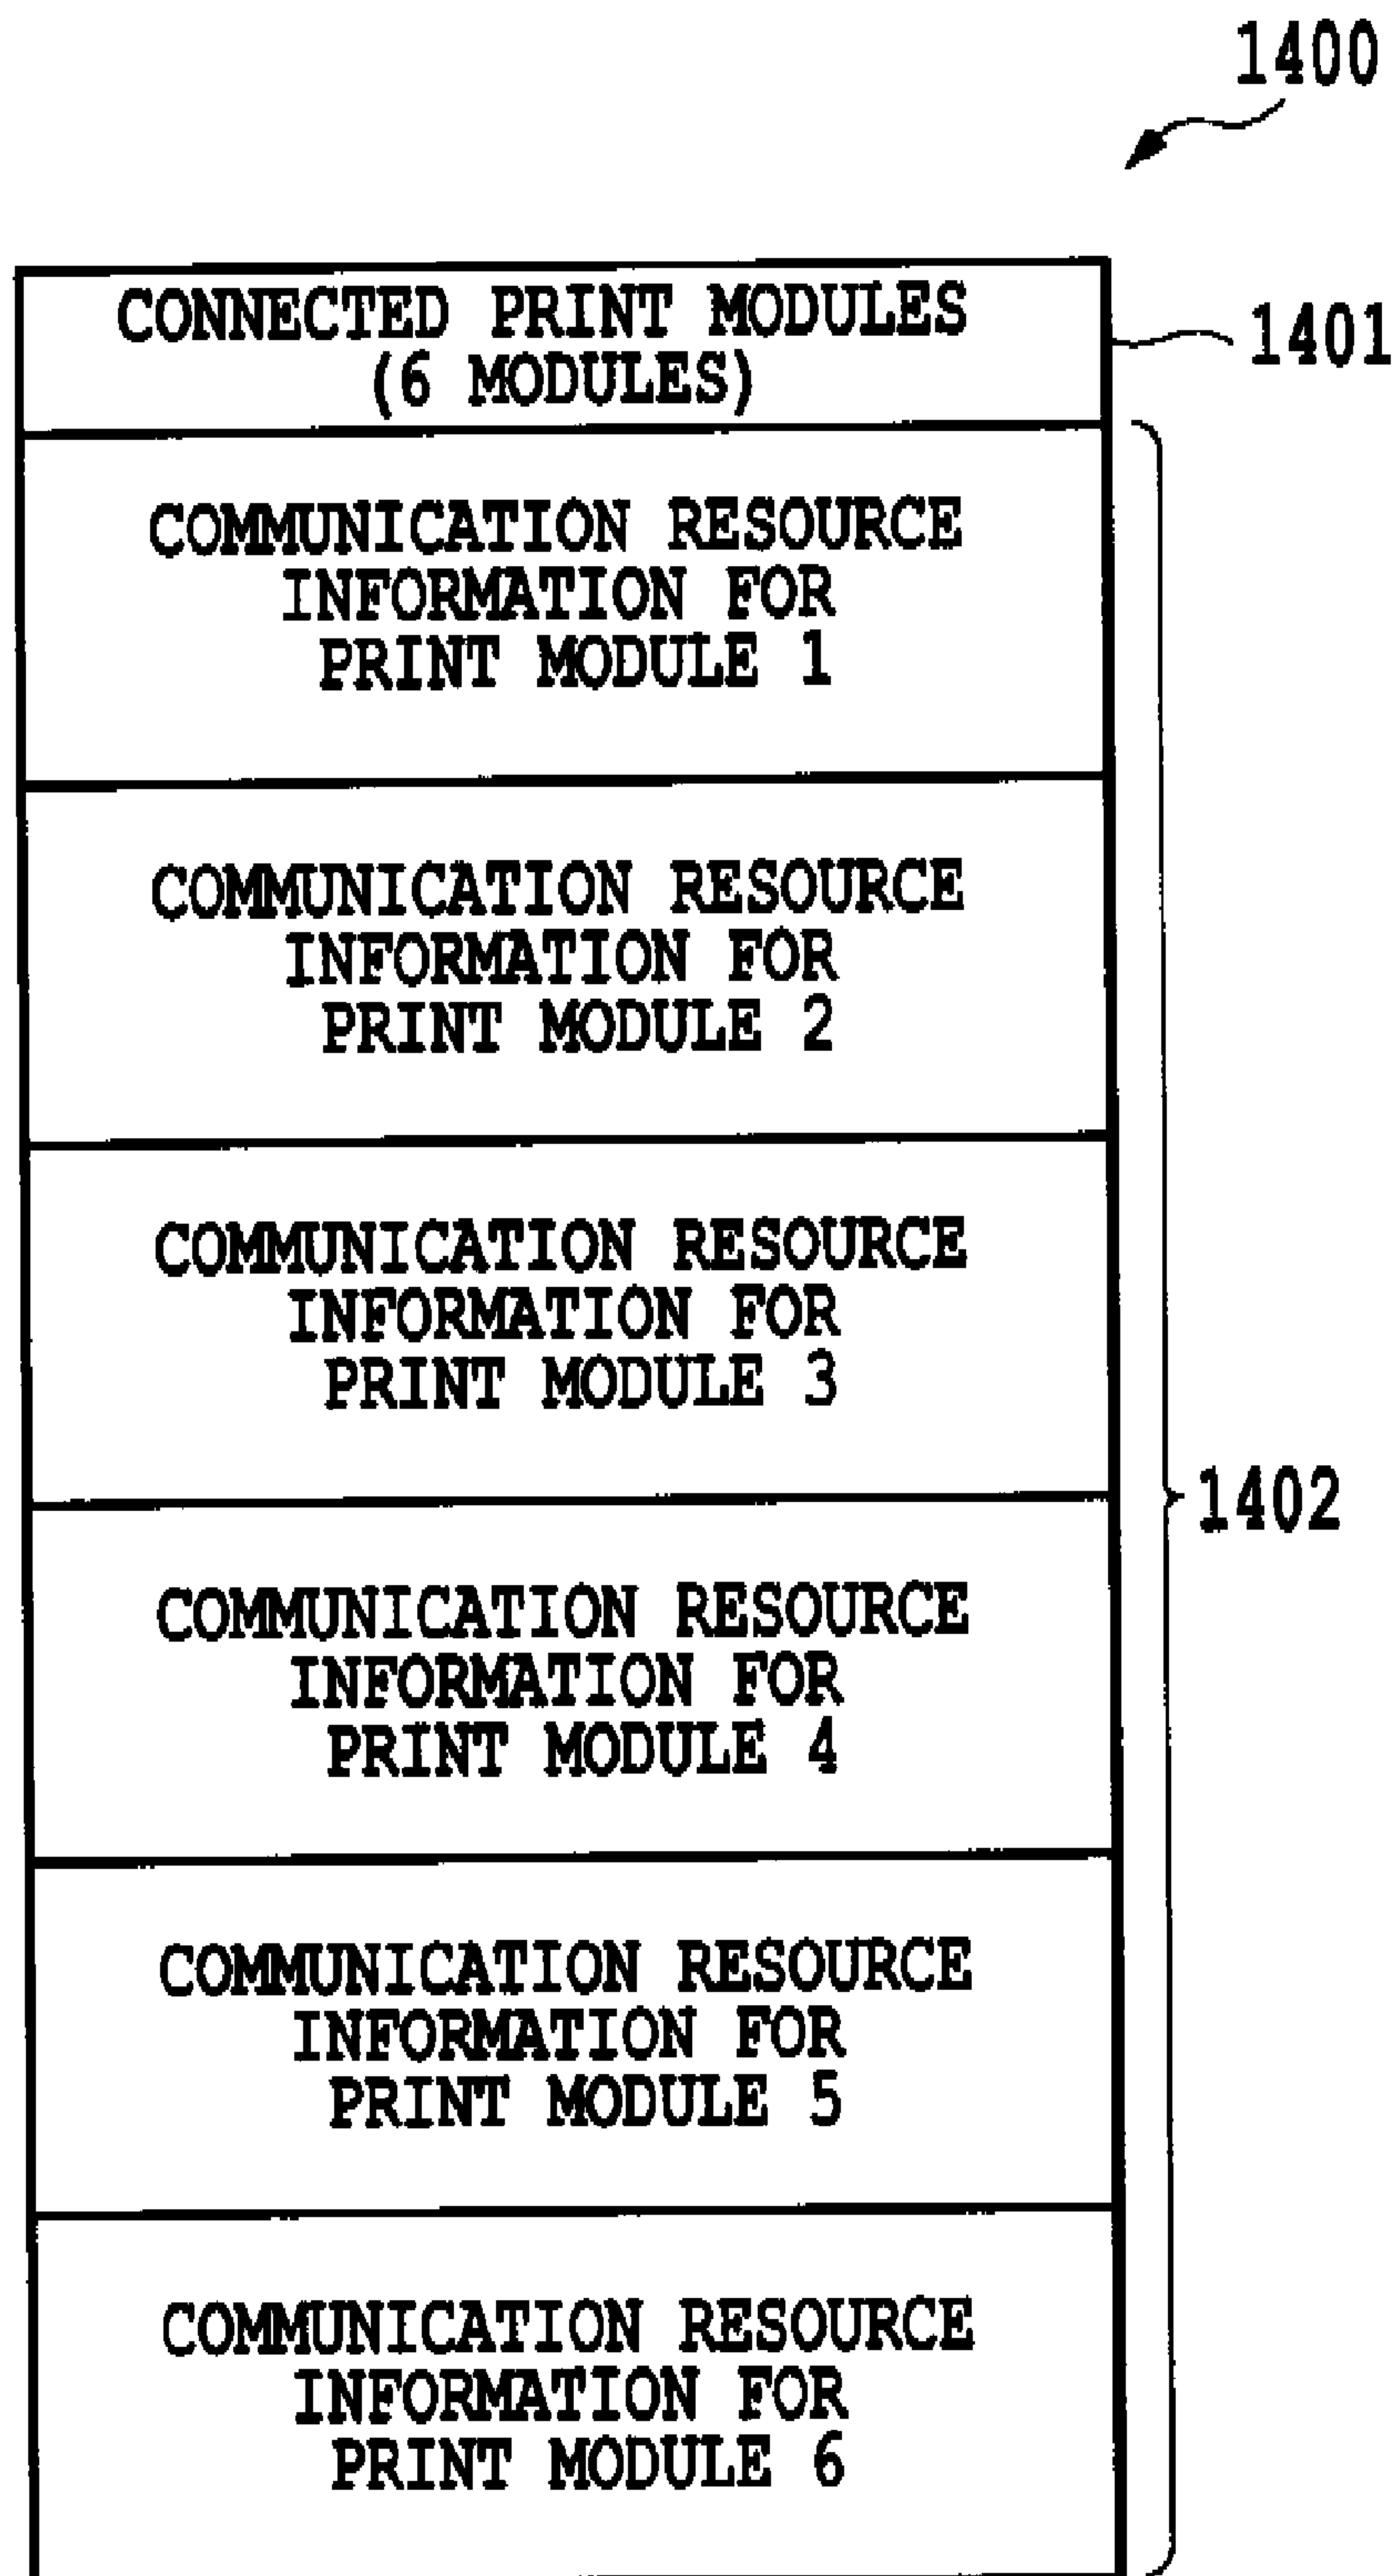 1400
CONNECTED PRINT MODULES
(6 MODULES)
1401
COMMUNICATION RESOURCE
INFORMATION FOR
PRINT MODULE 1
COMMUNICATION RESOURCE
INFORMATION FOR
PRINT MODULE 2
COMMUNICATION RESOURCE
INFORMATION FOR
PRINT MODULE 3
1402
COMMUNICATION RESOURCE
INFORMATION FOR
PRINT MODULE 4
COMMUNICATION RESOURCE
INFORMATION FOR
PRINT MODULE 5
COMMUNICATION RESOURCE
INFORMATION FOR
PRINT MODULE 6